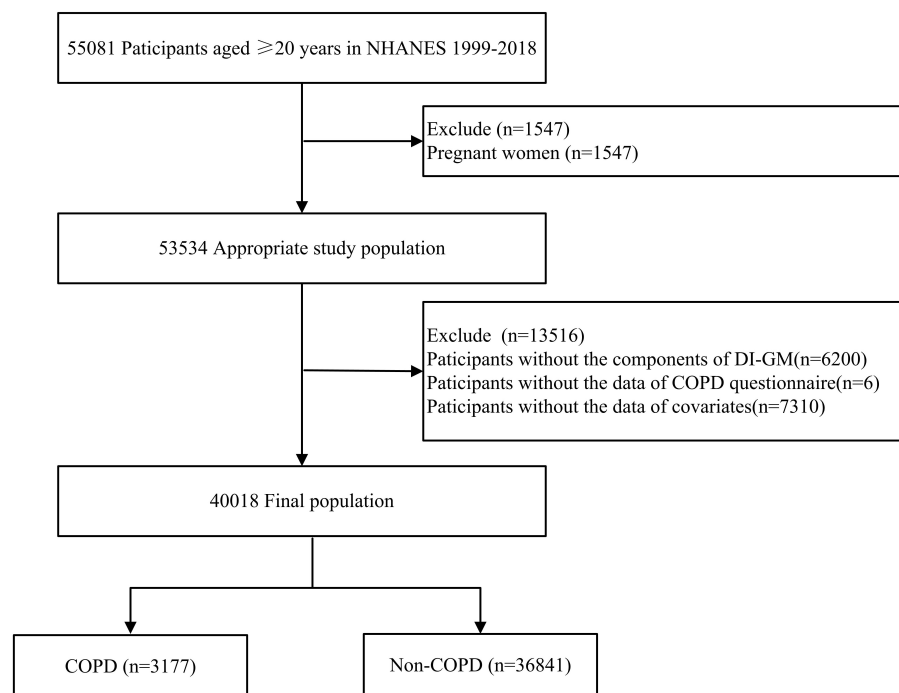 55081 Paticipants aged ≥20 years in NHANES 1999-2018
Exclude (n=1547)
Pregnant women (n=1547)
53534 Appropriate study population
Exclude (n=13516)
Paticipants without the components of DI-GM(n=6200)
Paticipants without the data of COPD questionnaire(n=6)
Paticipants without the data of covariates(n=7310)
40018 Final population
COPD (n=3177)
Non-COPD (n=36841)